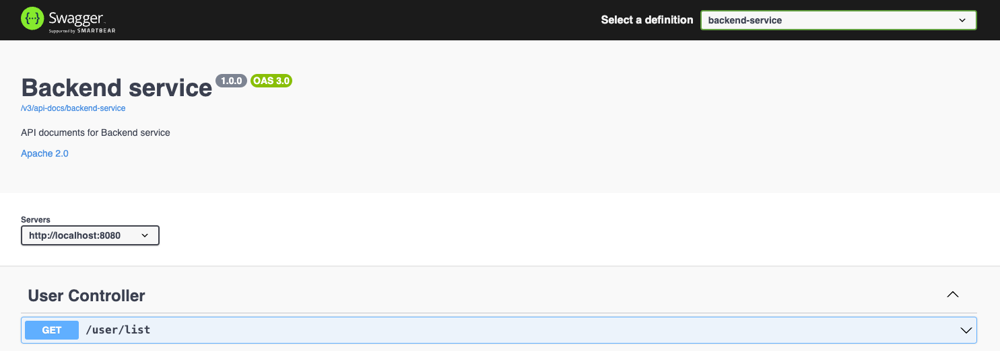 Swagger
Supported by SMARTBEAR
Select a definition
backend-service
Backend service 1.0.0 OAS 3.0
/v3/api-docs/backend-service
API documents for Backend service
Apache 2.0
Servers
http://localhost:8080
User Controller
GET /user/list